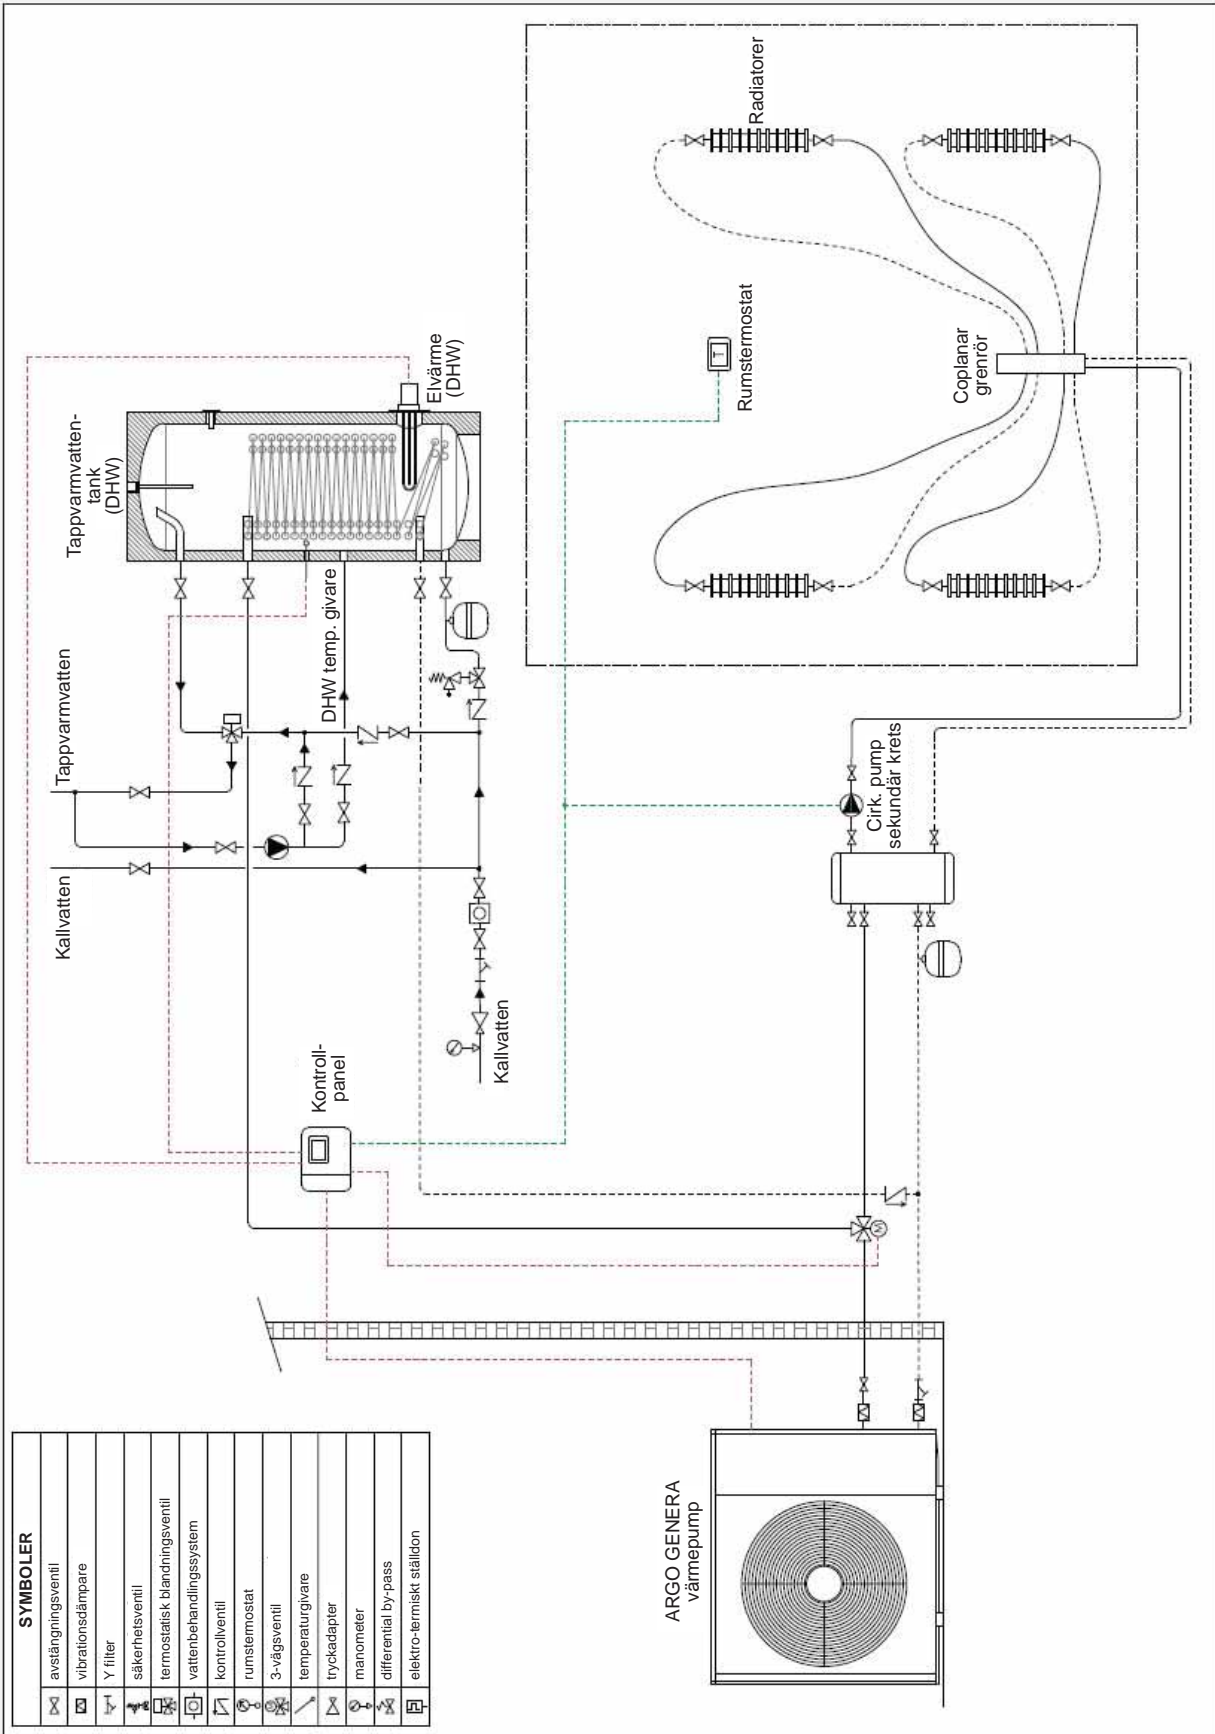 SYMBOLER
avstängningsventil
vibrationsdämpare
Y filter
säkerhetsventil
termostatisk blandningsventil
vattenbehandlingssystem
kontrollventil
rumstermostat
3-vägsventil
temperaturgivare
tryckadapter
manometer
differential by-pass
elektro-termiskt ställdon
ARGO GENERA
värmepump
Kontroll-
panel
Kallvatten
Kallvatten
Tappvarmvatten
DHW temp. givare
Tappvarmvatten-
tank
(DHW)
Elvärme
(DHW)
M
Cirk. pump
sekundär krets
T
Rumstermostat
Coplanar
grenrör
Radiatorer